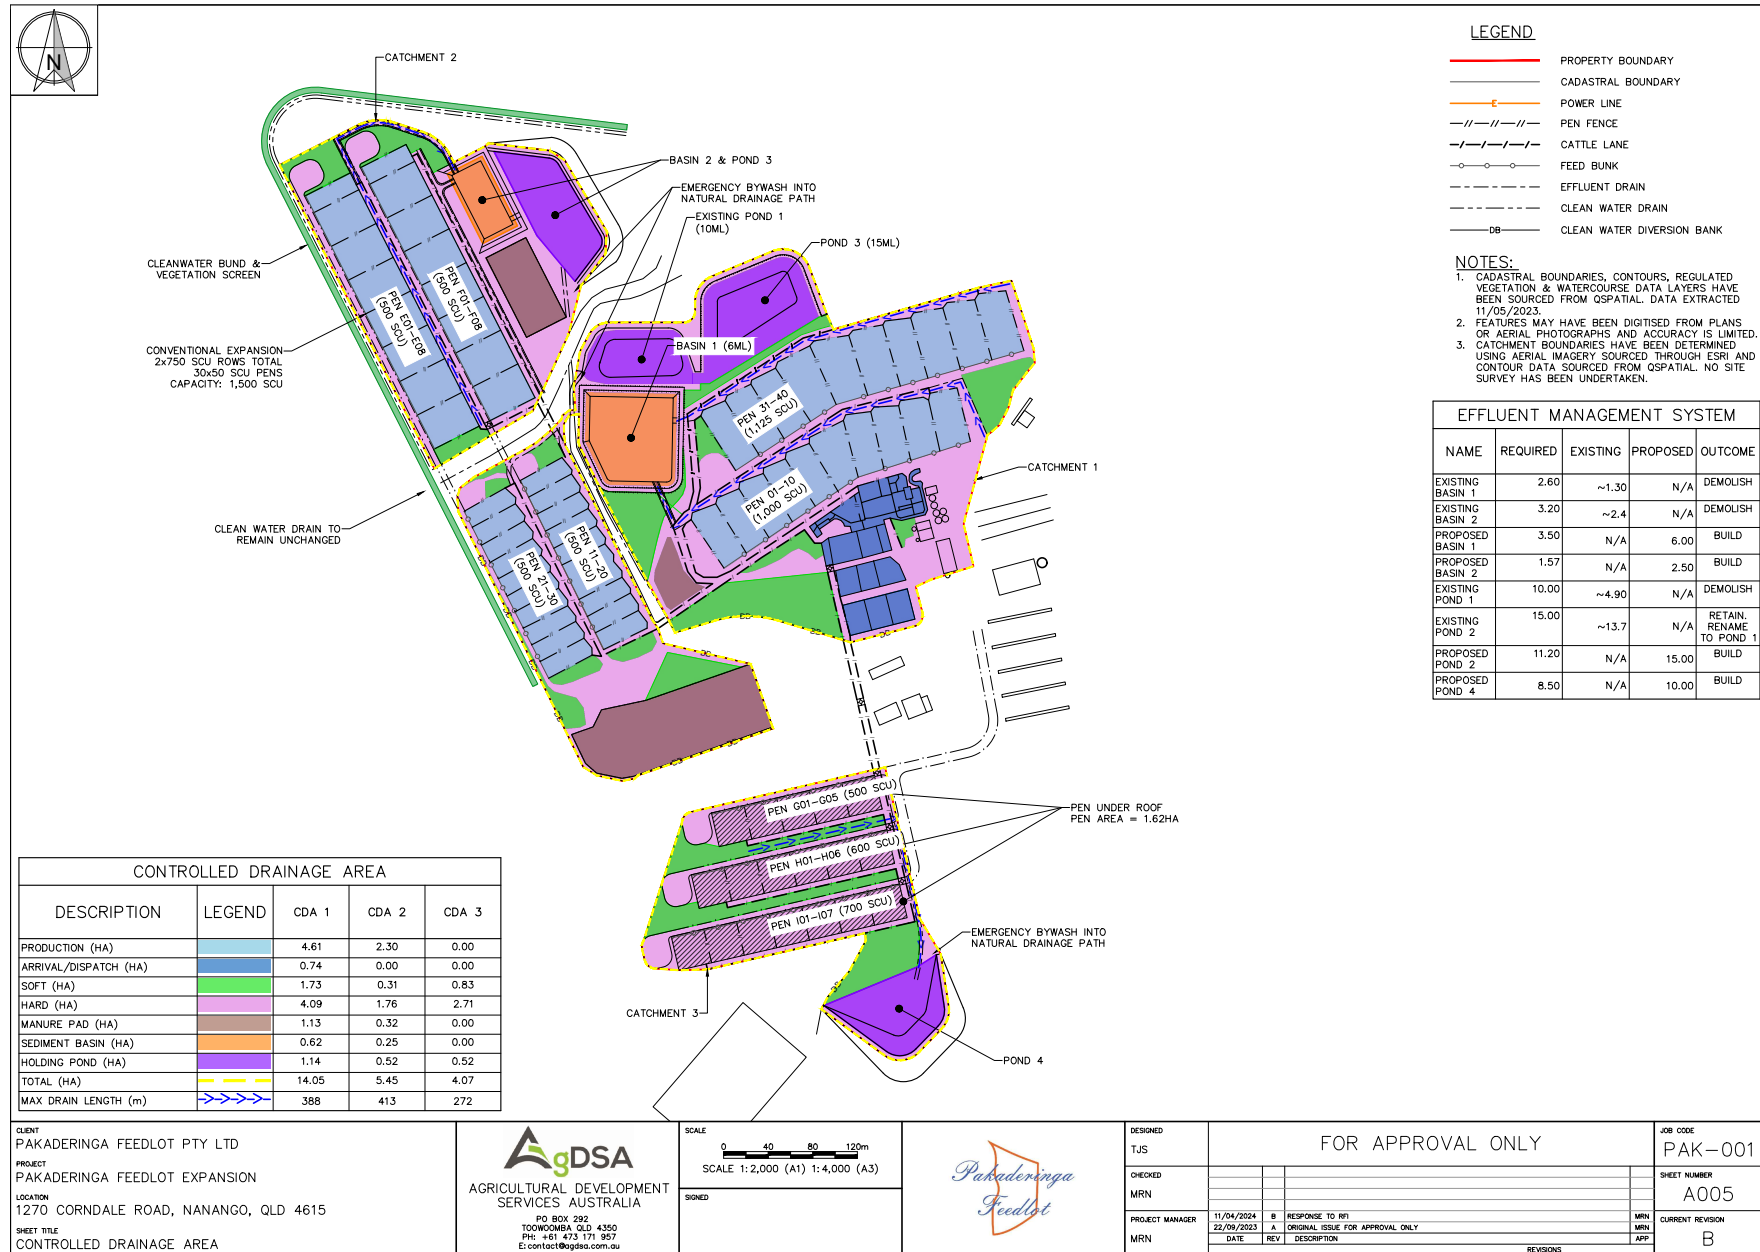 N
CATCHMENT 2
BASIN 2 & POND 3
EMERGENCY BYWASH INTO
NATURAL DRAINAGE PATH
EXISTING POND 1
(10ML)
POND 3 (15ML)
CLEANWATER BUND &
VEGETATION SCREEN
PEN F01-F08
(500 SCU)
PEN E01-E08
(500 SCU)
CONVENTIONAL EXPANSION
2x750 SCU ROWS TOTAL
30x50 SCU PENS
CAPACITY: 1,500 SCU
BASIN 1 (6ML)
PEN 31-40
(1,125 SCU)
PEN 01-10
(1,000 SCU)
CATCHMENT 1
CLEAN WATER DRAIN TO
REMAIN UNCHANGED
PEN 11-20
(500 SCU)
PEN 21-30
(500 SCU)
PEN G01-G05 (500 SCU)
PEN H01-H06 (600 SCU)
PEN I01-I07 (700 SCU)
PEN UNDER ROOF
PEN AREA = 1.62HA
EMERGENCY BYWASH INTO
NATURAL DRAINAGE PATH
CATCHMENT 3
POND 4
LEGEND
PROPERTY BOUNDARY
CADASTRAL BOUNDARY
E POWER LINE
PEN FENCE
CATTLE LANE
FEED BUNK
EFFLUENT DRAIN
CLEAN WATER DRAIN
DB CLEAN WATER DIVERSION BANK
NOTES:
1. CADASTRAL BOUNDARIES, CONTOURS, REGULATED
VEGETATION & WATERCOURSE DATA LAYERS HAVE
BEEN SOURCED FROM QSPATIAL. DATA EXTRACTED
11/05/2023.
2. FEATURES MAY HAVE BEEN DIGITISED FROM PLANS
OR AERIAL PHOTOGRAPHS AND ACCURACY IS LIMITED.
3. CATCHMENT BOUNDARIES HAVE BEEN DETERMINED
USING AERIAL IMAGERY SOURCED THROUGH ESRI AND
CONTOUR DATA SOURCED FROM QSPATIAL. NO SITE
SURVEY HAS BEEN UNDERTAKEN.
EFFLUENT MANAGEMENT SYSTEM
NAME REQUIRED EXISTING PROPOSED OUTCOME
EXISTING BASIN 1 2.60 ~1.30 N/A DEMOLISH
EXISTING BASIN 2 3.20 ~2.4 N/A DEMOLISH
PROPOSED BASIN 1 3.50 N/A 6.00 BUILD
PROPOSED BASIN 2 1.57 N/A 2.50 BUILD
EXISTING POND 1 10.00 ~4.90 N/A DEMOLISH
EXISTING POND 2 15.00 ~13.7 N/A RETAIN. RENAME TO POND 1
PROPOSED POND 2 11.20 N/A 15.00 BUILD
PROPOSED POND 4 8.50 N/A 10.00 BUILD
CONTROLLED DRAINAGE AREA
DESCRIPTION LEGEND CDA 1 CDA 2 CDA 3
PRODUCTION (HA) 4.61 2.30 0.00
ARRIVAL/DISPATCH (HA) 0.74 0.00 0.00
SOFT (HA) 1.73 0.31 0.83
HARD (HA) 4.09 1.76 2.71
MANURE PAD (HA) 1.13 0.32 0.00
SEDIMENT BASIN (HA) 0.62 0.25 0.00
HOLDING POND (HA) 1.14 0.52 0.52
TOTAL (HA) 14.05 5.45 4.07
MAX DRAIN LENGTH (m) 388 413 272
CLIENT
PAKADERINGA FEEDLOT PTY LTD
PROJECT
PAKADERINGA FEEDLOT EXPANSION
LOCATION
1270 CORNDALE ROAD, NANANGO, QLD 4615
SHEET TITLE
CONTROLLED DRAINAGE AREA
AgDSA
AGRICULTURAL DEVELOPMENT
SERVICES AUSTRALIA
PO BOX 292
TOOWOOMBA QLD 4350
PH: +61 473 171 957
E: contact@agdsa.com.au
SCALE
0 40 80 120m
SCALE 1:2,000 (A1) 1:4,000 (A3)
SIGNED
Pakaderinga
Feedlot
DESIGNED
TJS
CHECKED
MRN
PROJECT MANAGER
MRN
FOR APPROVAL ONLY
11/04/2024 B RESPONSE TO RFI MRN
22/09/2023 A ORIGINAL ISSUE FOR APPROVAL ONLY MRN
DATE REV DESCRIPTION APP
REVISIONS
JOB CODE
PAK-001
SHEET NUMBER
A005
CURRENT REVISION
B